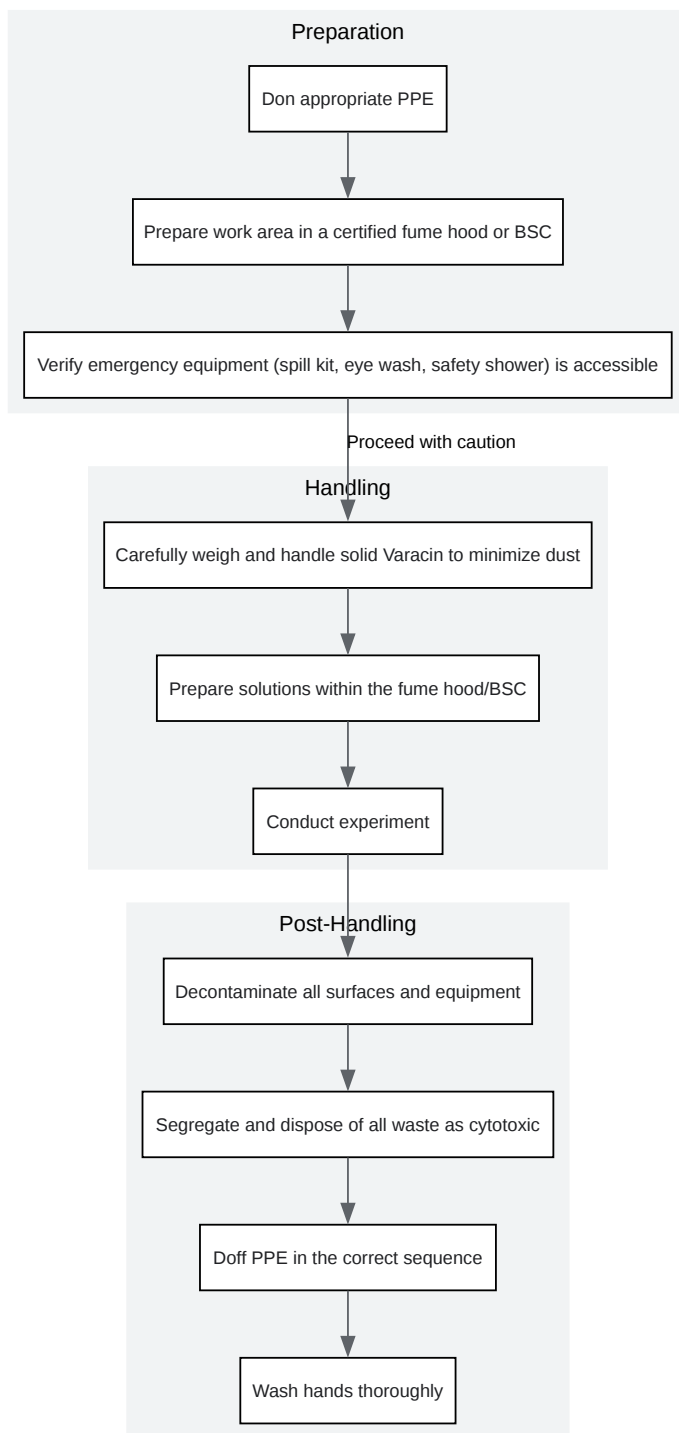 Preparation
Don appropriate PPE
Prepare work area in a certified fume hood or BSC
Verify emergency equipment (spill kit, eye wash, safety shower) is accessible
Proceed with caution
Handling
Carefully weigh and handle solid Varacin to minimize dust
Prepare solutions within the fume hood/BSC
Conduct experiment
Post-Handling
Decontaminate all surfaces and equipment
Segregate and dispose of all waste as cytotoxic
Doff PPE in the correct sequence
Wash hands thoroughly